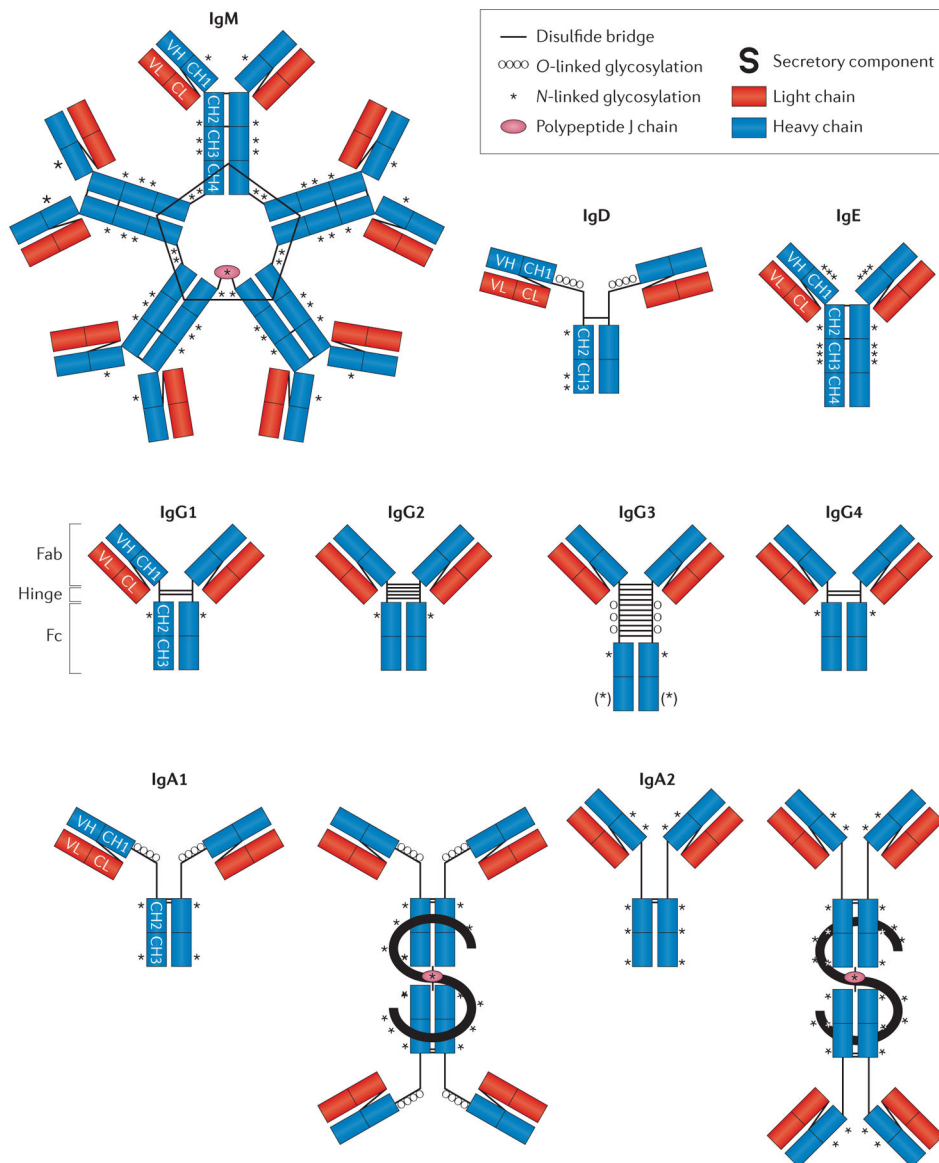 IgM
VH CH1
VL CL
CH2 CH3 CH4
Disulfide bridge
O-linked glycosylation
* N-linked glycosylation
Polypeptide J chain
S Secretory component
Light chain
Heavy chain
IgD
VH CH1
VL CL
CH2
CH3
IgE
VH CH1
VL CL
CH2
CH3
CH4
IgG1
IgG2
IgG3
IgG4
Fab
Hinge
Fc
VH CH1
VL CL
CH2 CH3
(*) (*)
IgA1
VH CH1
VL CL
CH2
CH3
IgA2